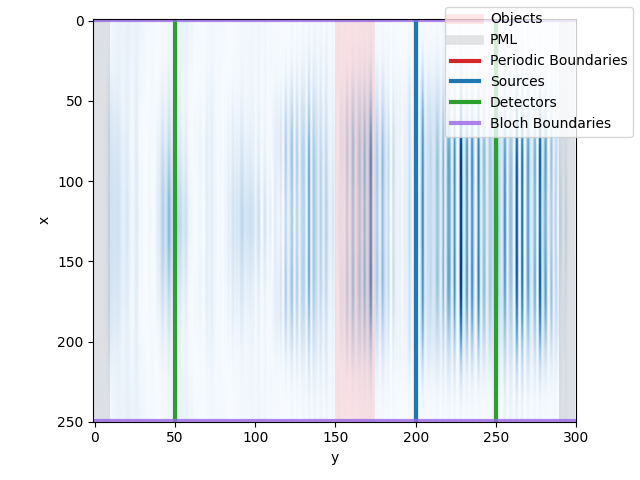 Objects
PML
Periodic Boundaries
Sources
Detectors
Bloch Boundaries
0
50
100
150
200
250
x
0 50 100 150 200 250 300
y